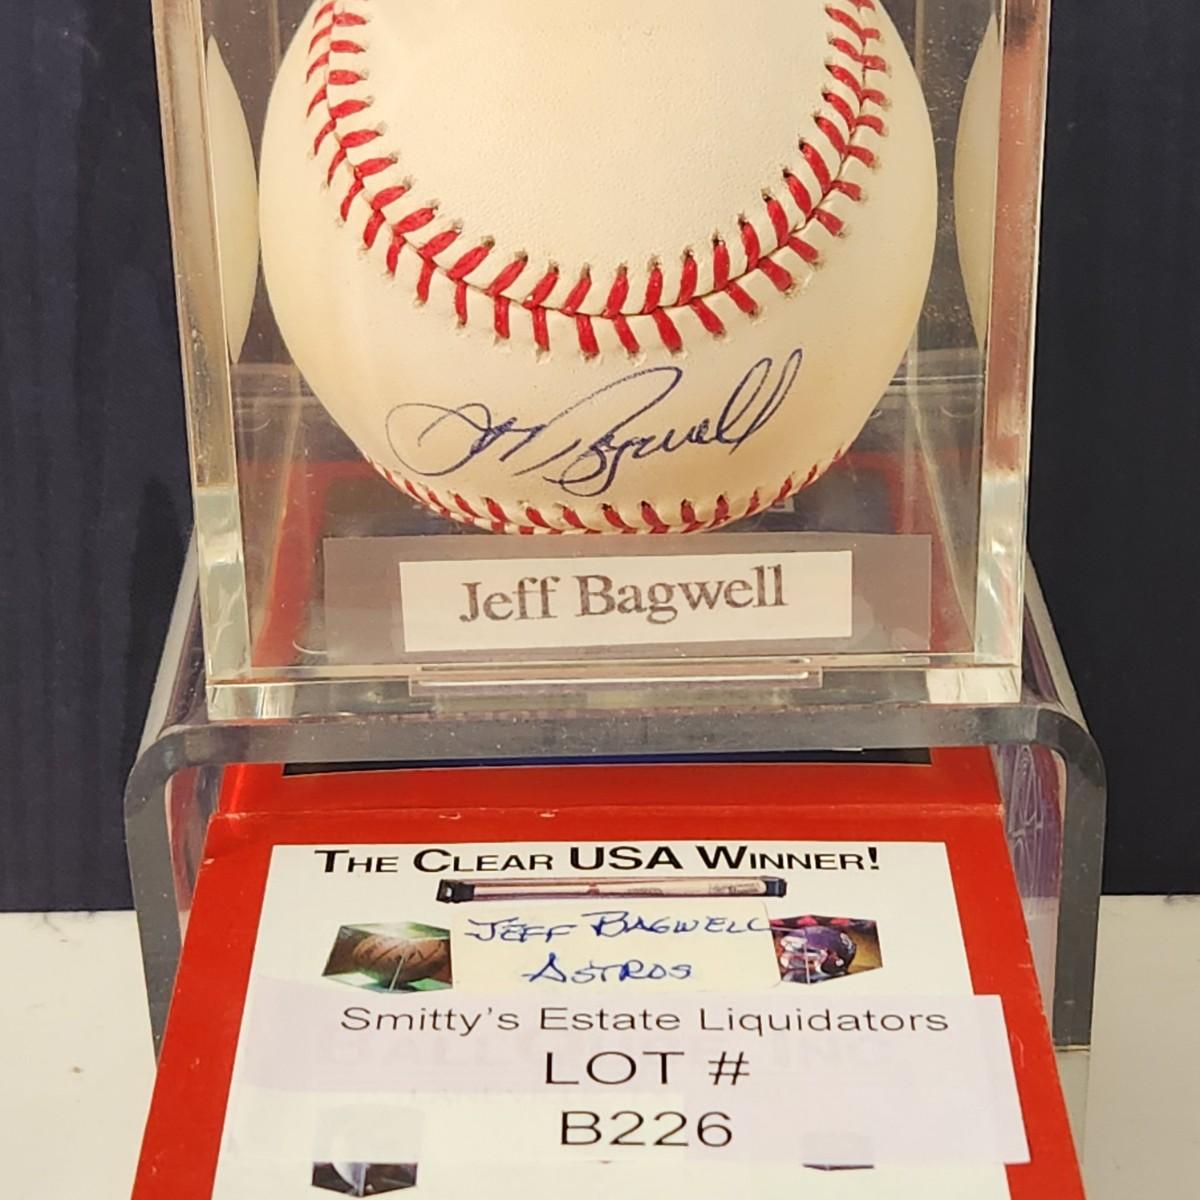 Jeff Bagwell
Jeff Bagwell
THE CLEAR USA WINNER!
JEFF BAGWELL
ASTROS
Smitty's Estate Liquidators
LOT #
B226